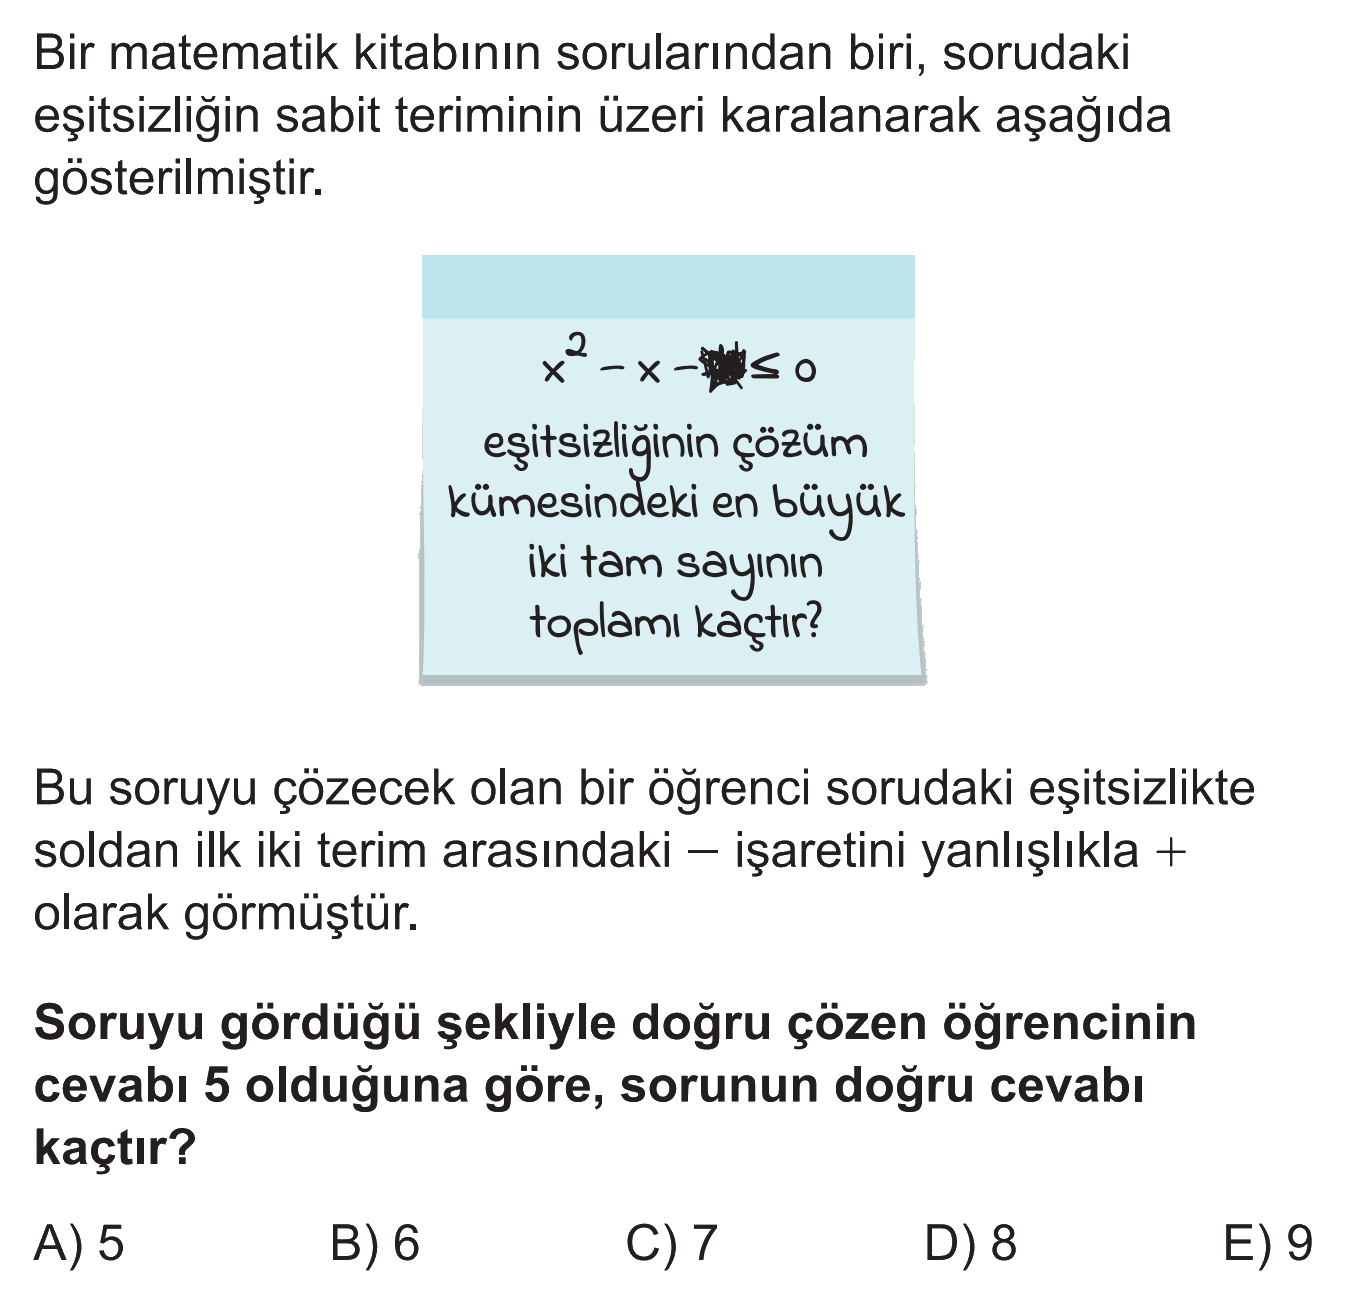 Bir matematik kitabının sorularından biri, sorudaki
eşitsizliğin sabit teriminin üzeri karalanarak aşağıda
gösterilmiştir.
x² - x - ≤ 0
eşitsizliğinin çözüm
kümesindeki en büyük
iki tam sayının
toplamı kaçtır?
Bu soruyu çözecek olan bir öğrenci sorudaki eşitsizlikte
soldan ilk iki terim arasındaki – işaretini yanlışlıkla +
olarak görmüştür.
Soruyu gördüğü şekliyle doğru çözen öğrencinin
cevabı 5 olduğuna göre, sorunun doğru cevabı
kaçtır?
A) 5 B) 6 C) 7 D) 8 E) 9